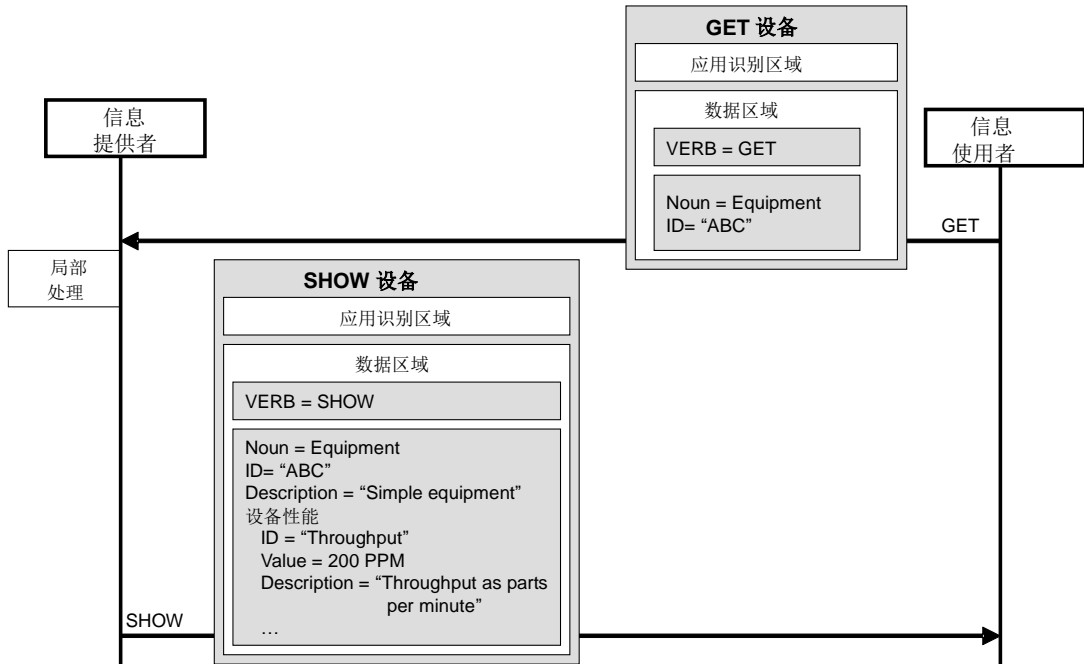 GET 设备
应用识别区域
数据区域
VERB = GET
Noun = Equipment
ID= “ABC”
信息
提供者
信息
使用者
GET
局部
处理
SHOW 设备
应用识别区域
数据区域
VERB = SHOW
Noun = Equipment
ID= “ABC”
Description = “Simple equipment”
设备性能
ID = “Throughput”
Value = 200 PPM
Description = “Throughput as parts
per minute”
…
SHOW